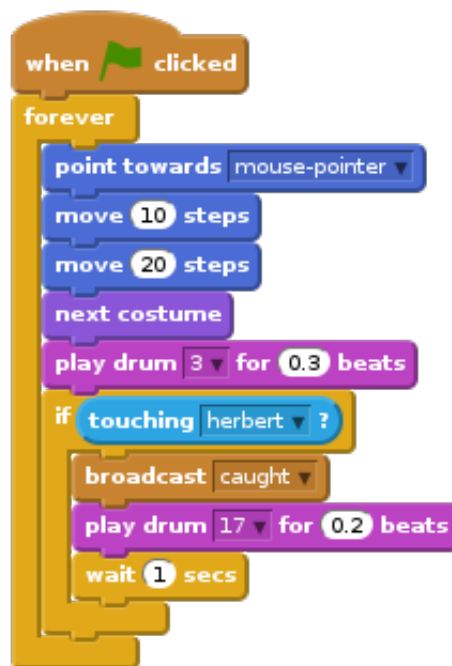 when clicked
forever
point towards mouse-pointer
move 10 steps
move 20 steps
next costume
play drum 3 for 0.3 beats
if touching herbert ?
broadcast caught
play drum 17 for 0.2 beats
wait 1 secs